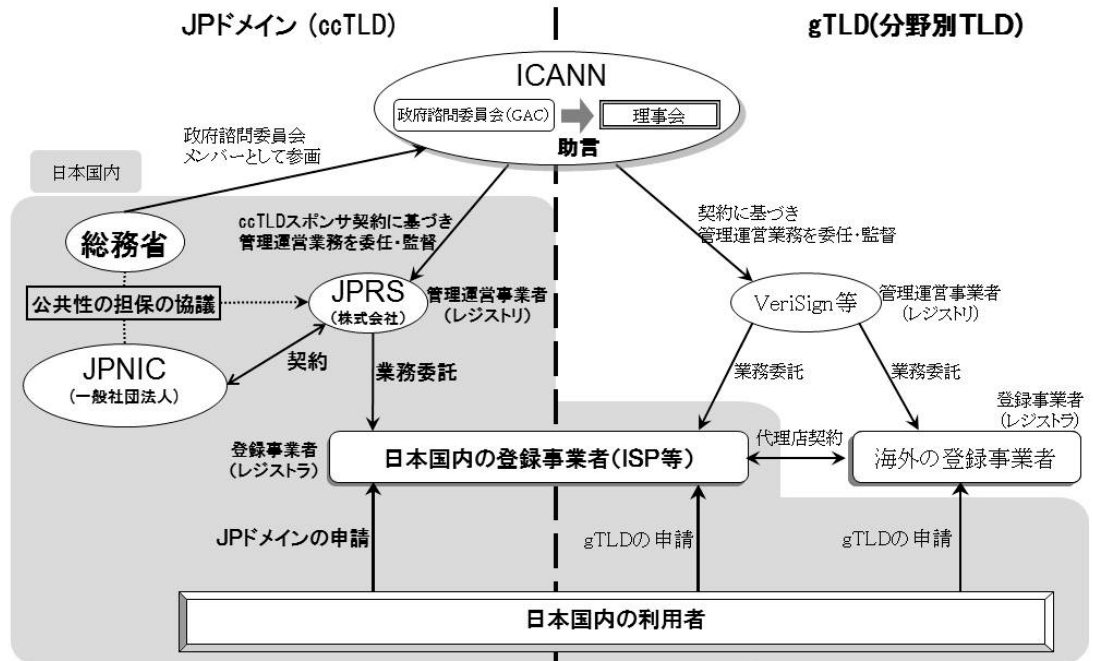 JPドメイン (ccTLD)
gTLD(分野別TLD)
ICANN
政府諮問委員会(GAC)
理事会
助言
政府諮問委員会
メンバーとして参画
日本国内
ccTLDスポンサ契約に基づき
管理運営業務を委任・監督
契約に基づき
管理運営業務を委任・監督
総務省
公共性の担保の協議
JPRS
(株式会社)
管理運営事業者
(レジストリ)
VeriSign等
管理運営事業者
(レジストリ)
JPNIC
(一般社団法人)
契約
業務委託
業務委託
業務委託
登録事業者
(レジストラ)
登録事業者
(レジストラ)
日本国内の登録事業者(ISP等)
代理店契約
海外の登録事業者
JPドメインの申請
gTLDの申請
gTLDの申請
日本国内の利用者